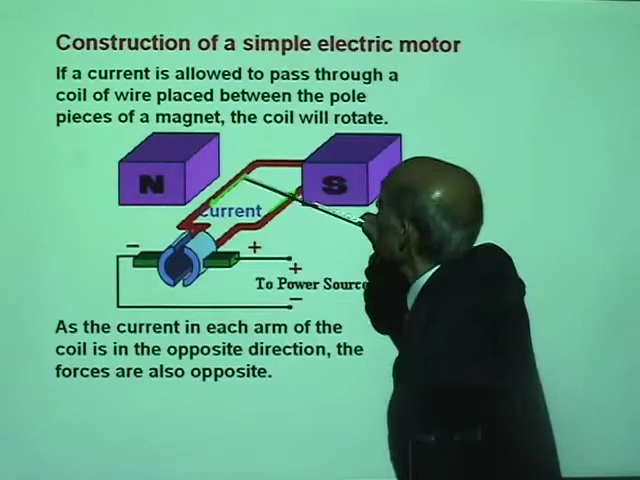 Construction of a simple electric motor
If a current is allowed to pass through a
coil of wire placed between the pole
pieces of a magnet, the coil will rotate.
N
S
Current
− +
+
To Power Source
−
As the current in each arm of the
coil is in the opposite direction, the
forces are also opposite.